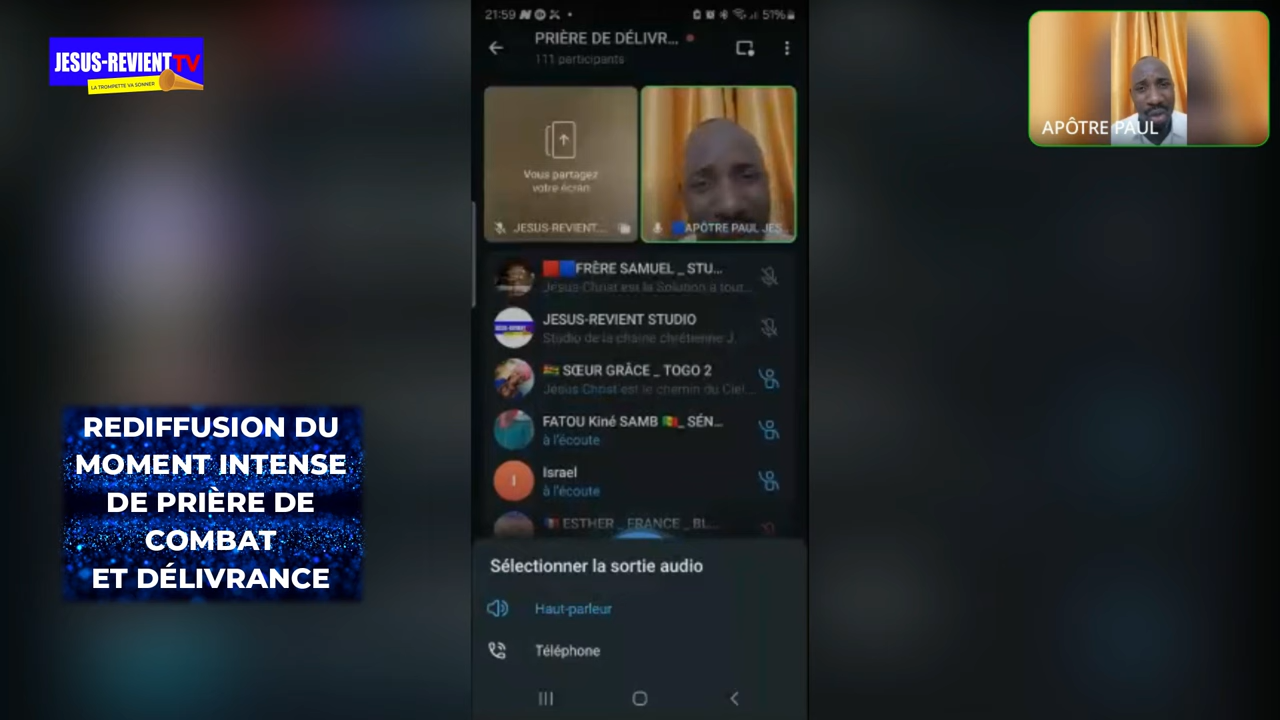 JESUS-REVIENT TV
LA TROMPETTE VA SONNER
REDIFFUSION DU
MOMENT INTENSE
DE PRIÈRE DE
COMBAT
ET DÉLIVRANCE
21:59
57%
PRIÈRE DE DÉLIVR...
111 participants
Vous partagez
votre écran
JESUS-REVIENT...
APÔTRE PAUL JES...
FRÈRE SAMUEL _ STU...
Jésus-Christ est la Solution à tout...
JESUS-REVIENT STUDIO
Studio de la chaine chrétienne J...
SŒUR GRÂCE _ TOGO 2
Jésus Christ est le chemin du Ciel...
FATOU Kiné SAMB _ SÉN...
à l'écoute
I
Israel
à l'écoute
ESTHER _ FRANCE _ BL...
Sélectionner la sortie audio
Haut-parleur
Téléphone
APÔTRE PAUL